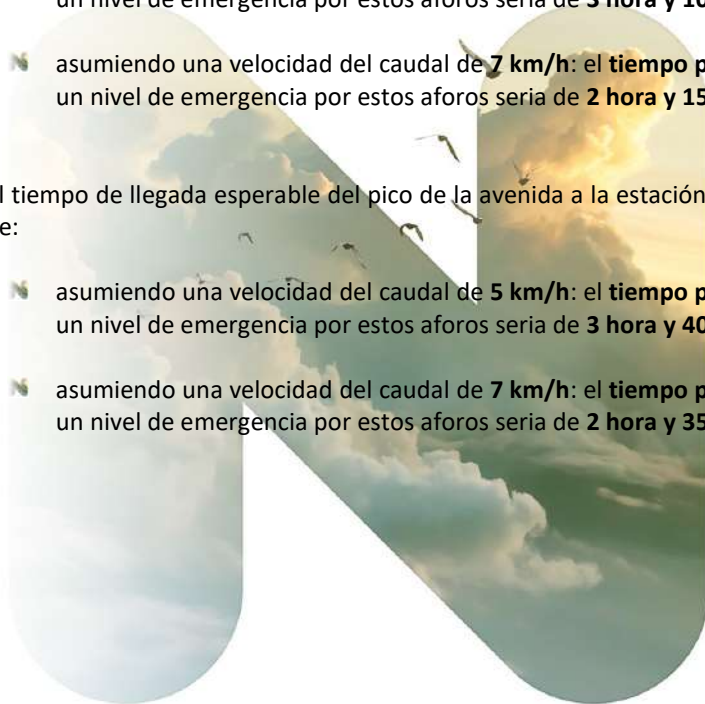 un nivel de emergencia por estos aforos seria de 3 hora y 10
asumiendo una velocidad del caudal de 7 km/h: el tiempo p
un nivel de emergencia por estos aforos seria de 2 hora y 15
l tiempo de llegada esperable del pico de la avenida a la estación
e:
asumiendo una velocidad del caudal de 5 km/h: el tiempo p
un nivel de emergencia por estos aforos seria de 3 hora y 40
asumiendo una velocidad del caudal de 7 km/h: el tiempo p
un nivel de emergencia por estos aforos seria de 2 hora y 35